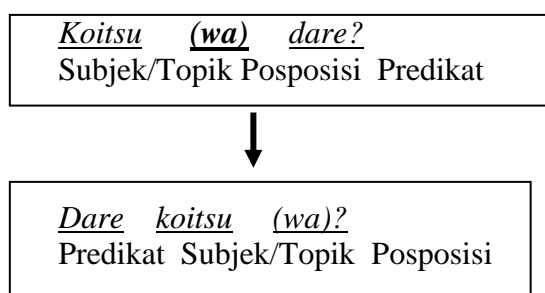 Koitsu (wa) dare?
Subjek/Topik Posposisi Predikat
Dare koitsu (wa)?
Predikat Subjek/Topik Posposisi